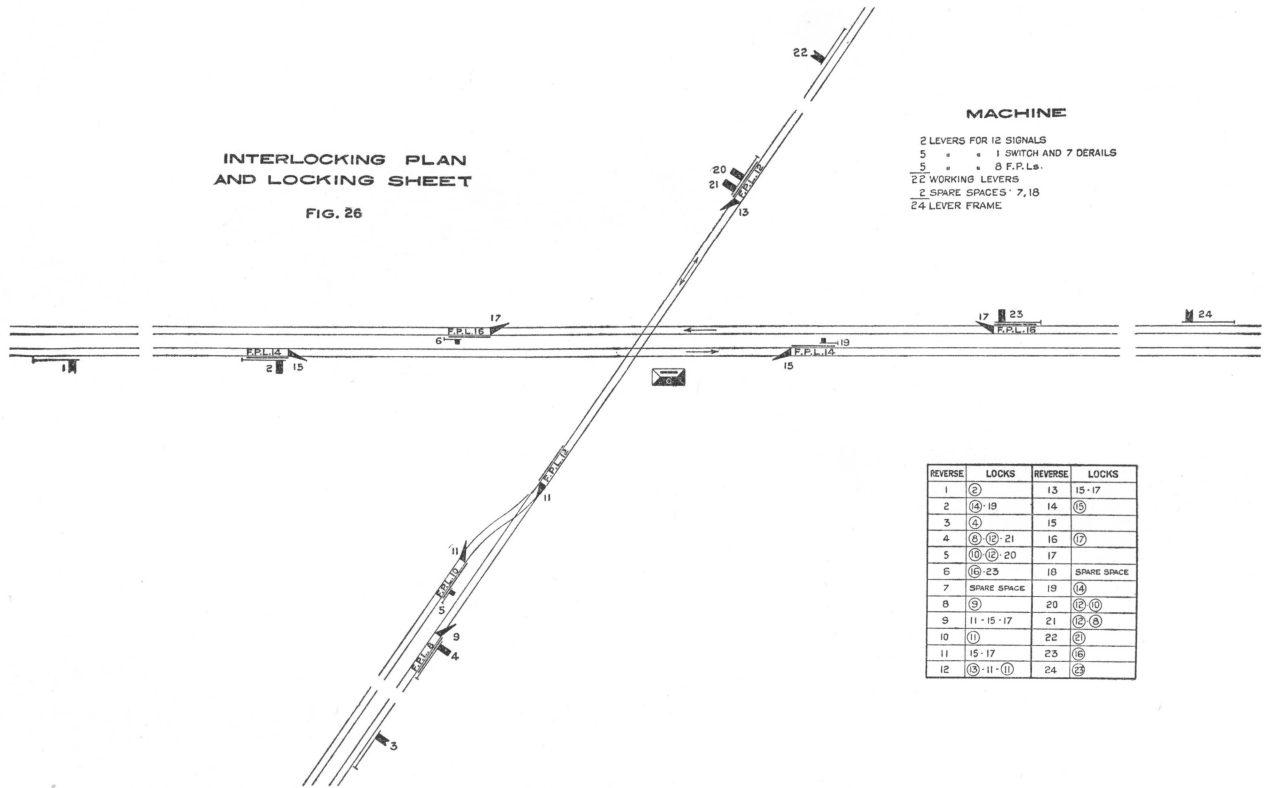 22
MACHINE
2 LEVERS FOR 12 SIGNALS
5 " " 1 SWITCH AND 7 DERAILS
5 " " 8 F.P.Ls.
22 WORKING LEVERS
2 SPARE SPACES 7,18
24 LEVER FRAME
INTERLOCKING PLAN
AND LOCKING SHEET
FIG. 26
20
21
F.P.L.12
13
17
F.P.L.16
6
17
23
F.P.L.16
24
19
F.P.L.14
15
F.P.L.14
2
15
1
F.P.L.12
11
11
F.P.L.10
5
9
F.P.L.8
4
3
REVERSE LOCKS REVERSE LOCKS
1 ② 13 15-17
2 ⑭-19 14 ⑮
3 ④ 15
4 ⑧-⑫-21 16 ⑰
5 ⑩-⑫-20 17
6 ⑯-23 18 SPARE SPACE
7 SPARE SPACE 19 ⑭
8 ⑨ 20 ⑫-⑩
9 11-15-17 21 ⑫-⑧
10 ⑪ 22 ㉑
11 15-17 23 ⑯
12 ⑬-11-⑪ 24 ㉓